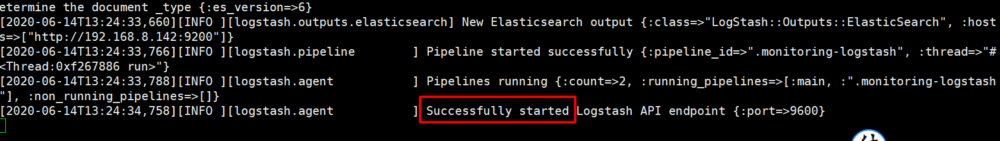 etermine the document _type {:es_version=>6}
[2020-06-14T13:24:33,660][INFO ][logstash.outputs.elasticsearch] New Elasticsearch output {:class=>"LogStash::Outputs::ElasticSearch", :host
s=>["http://192.168.8.142:9200"]}
[2020-06-14T13:24:33,766][INFO ][logstash.pipeline        ] Pipeline started successfully {:pipeline_id=>".monitoring-logstash", :thread=>"#
<Thread:0xf267886 run>"}
[2020-06-14T13:24:33,788][INFO ][logstash.agent           ] Pipelines running {:count=>2, :running_pipelines=>[:main, :".monitoring-logstash
"], :non_running_pipelines=>[]}
[2020-06-14T13:24:34,758][INFO ][logstash.agent           ] Successfully started Logstash API endpoint {:port=>9600}